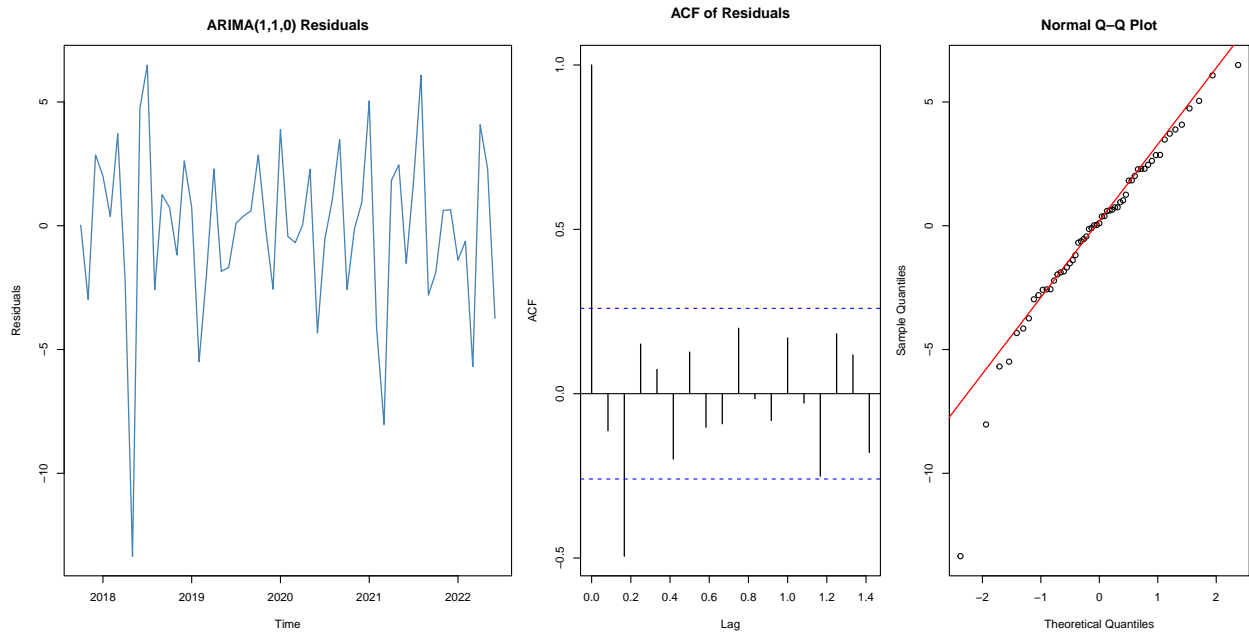 ARIMA(1,1,0) Residuals
Residuals
5
0
−5
−10
2018 2019 2020 2021 2022
Time
ACF of Residuals
ACF
1.0
0.5
0.0
−0.5
0.0 0.2 0.4 0.6 0.8 1.0 1.2 1.4
Lag
Normal Q−Q Plot
Sample Quantiles
5
0
−5
−10
−2 −1 0 1 2
Theoretical Quantiles